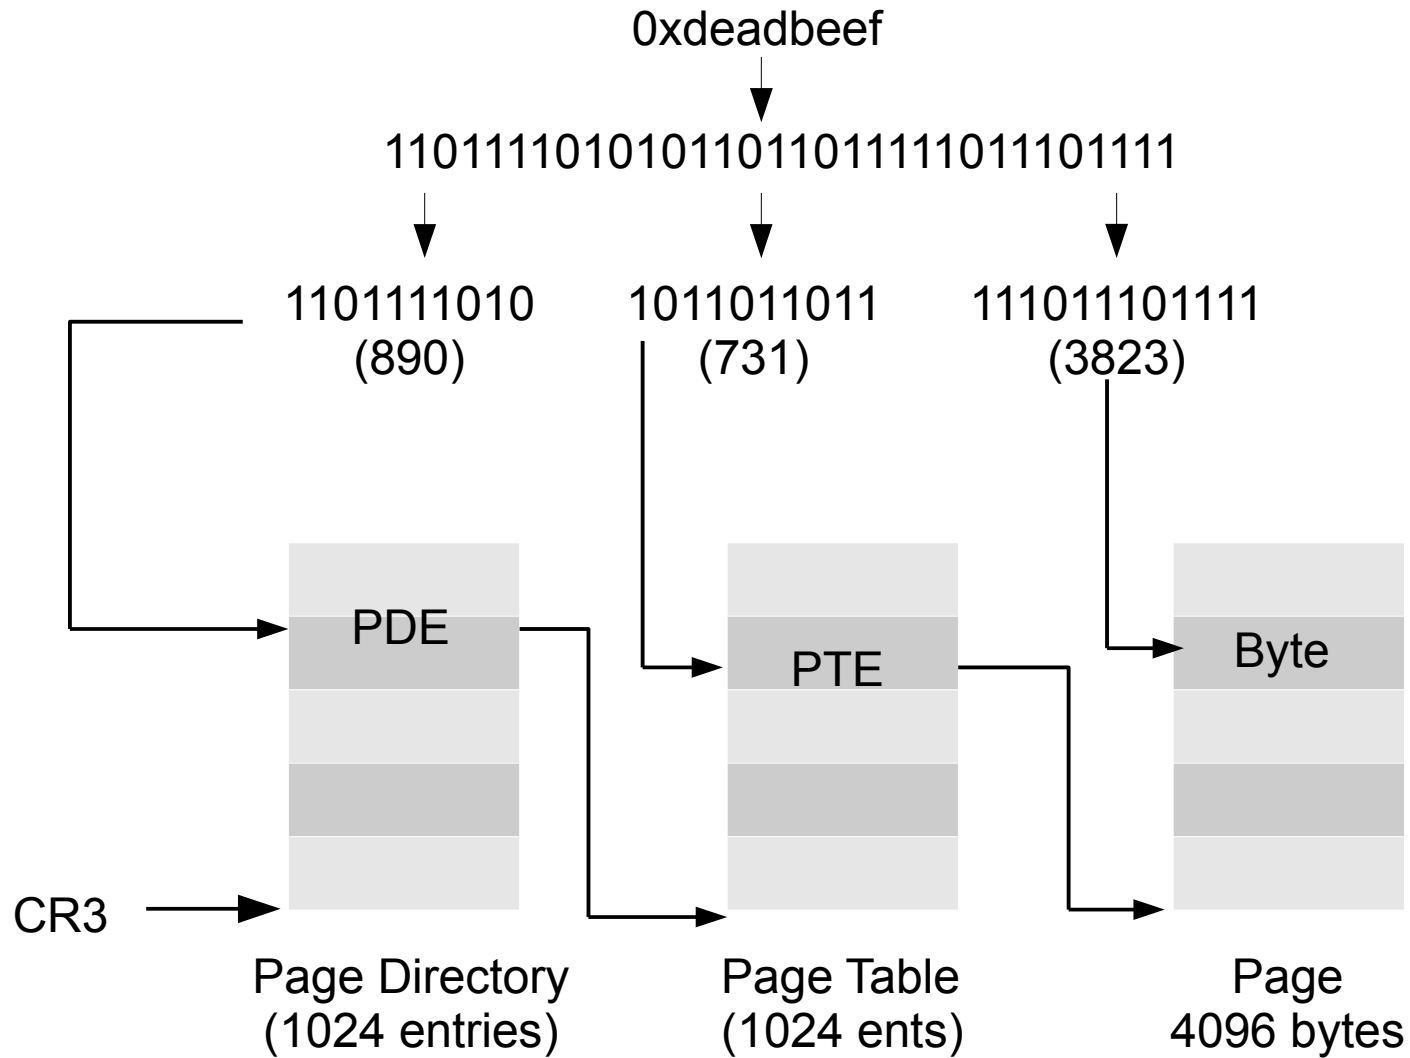 0xdeadbeef
11011110101011011011111011101111
1101111010 1011011011 111011101111
(890) (731) (3823)
PDE PTE Byte
CR3
Page Directory Page Table Page
(1024 entries) (1024 ents) 4096 bytes